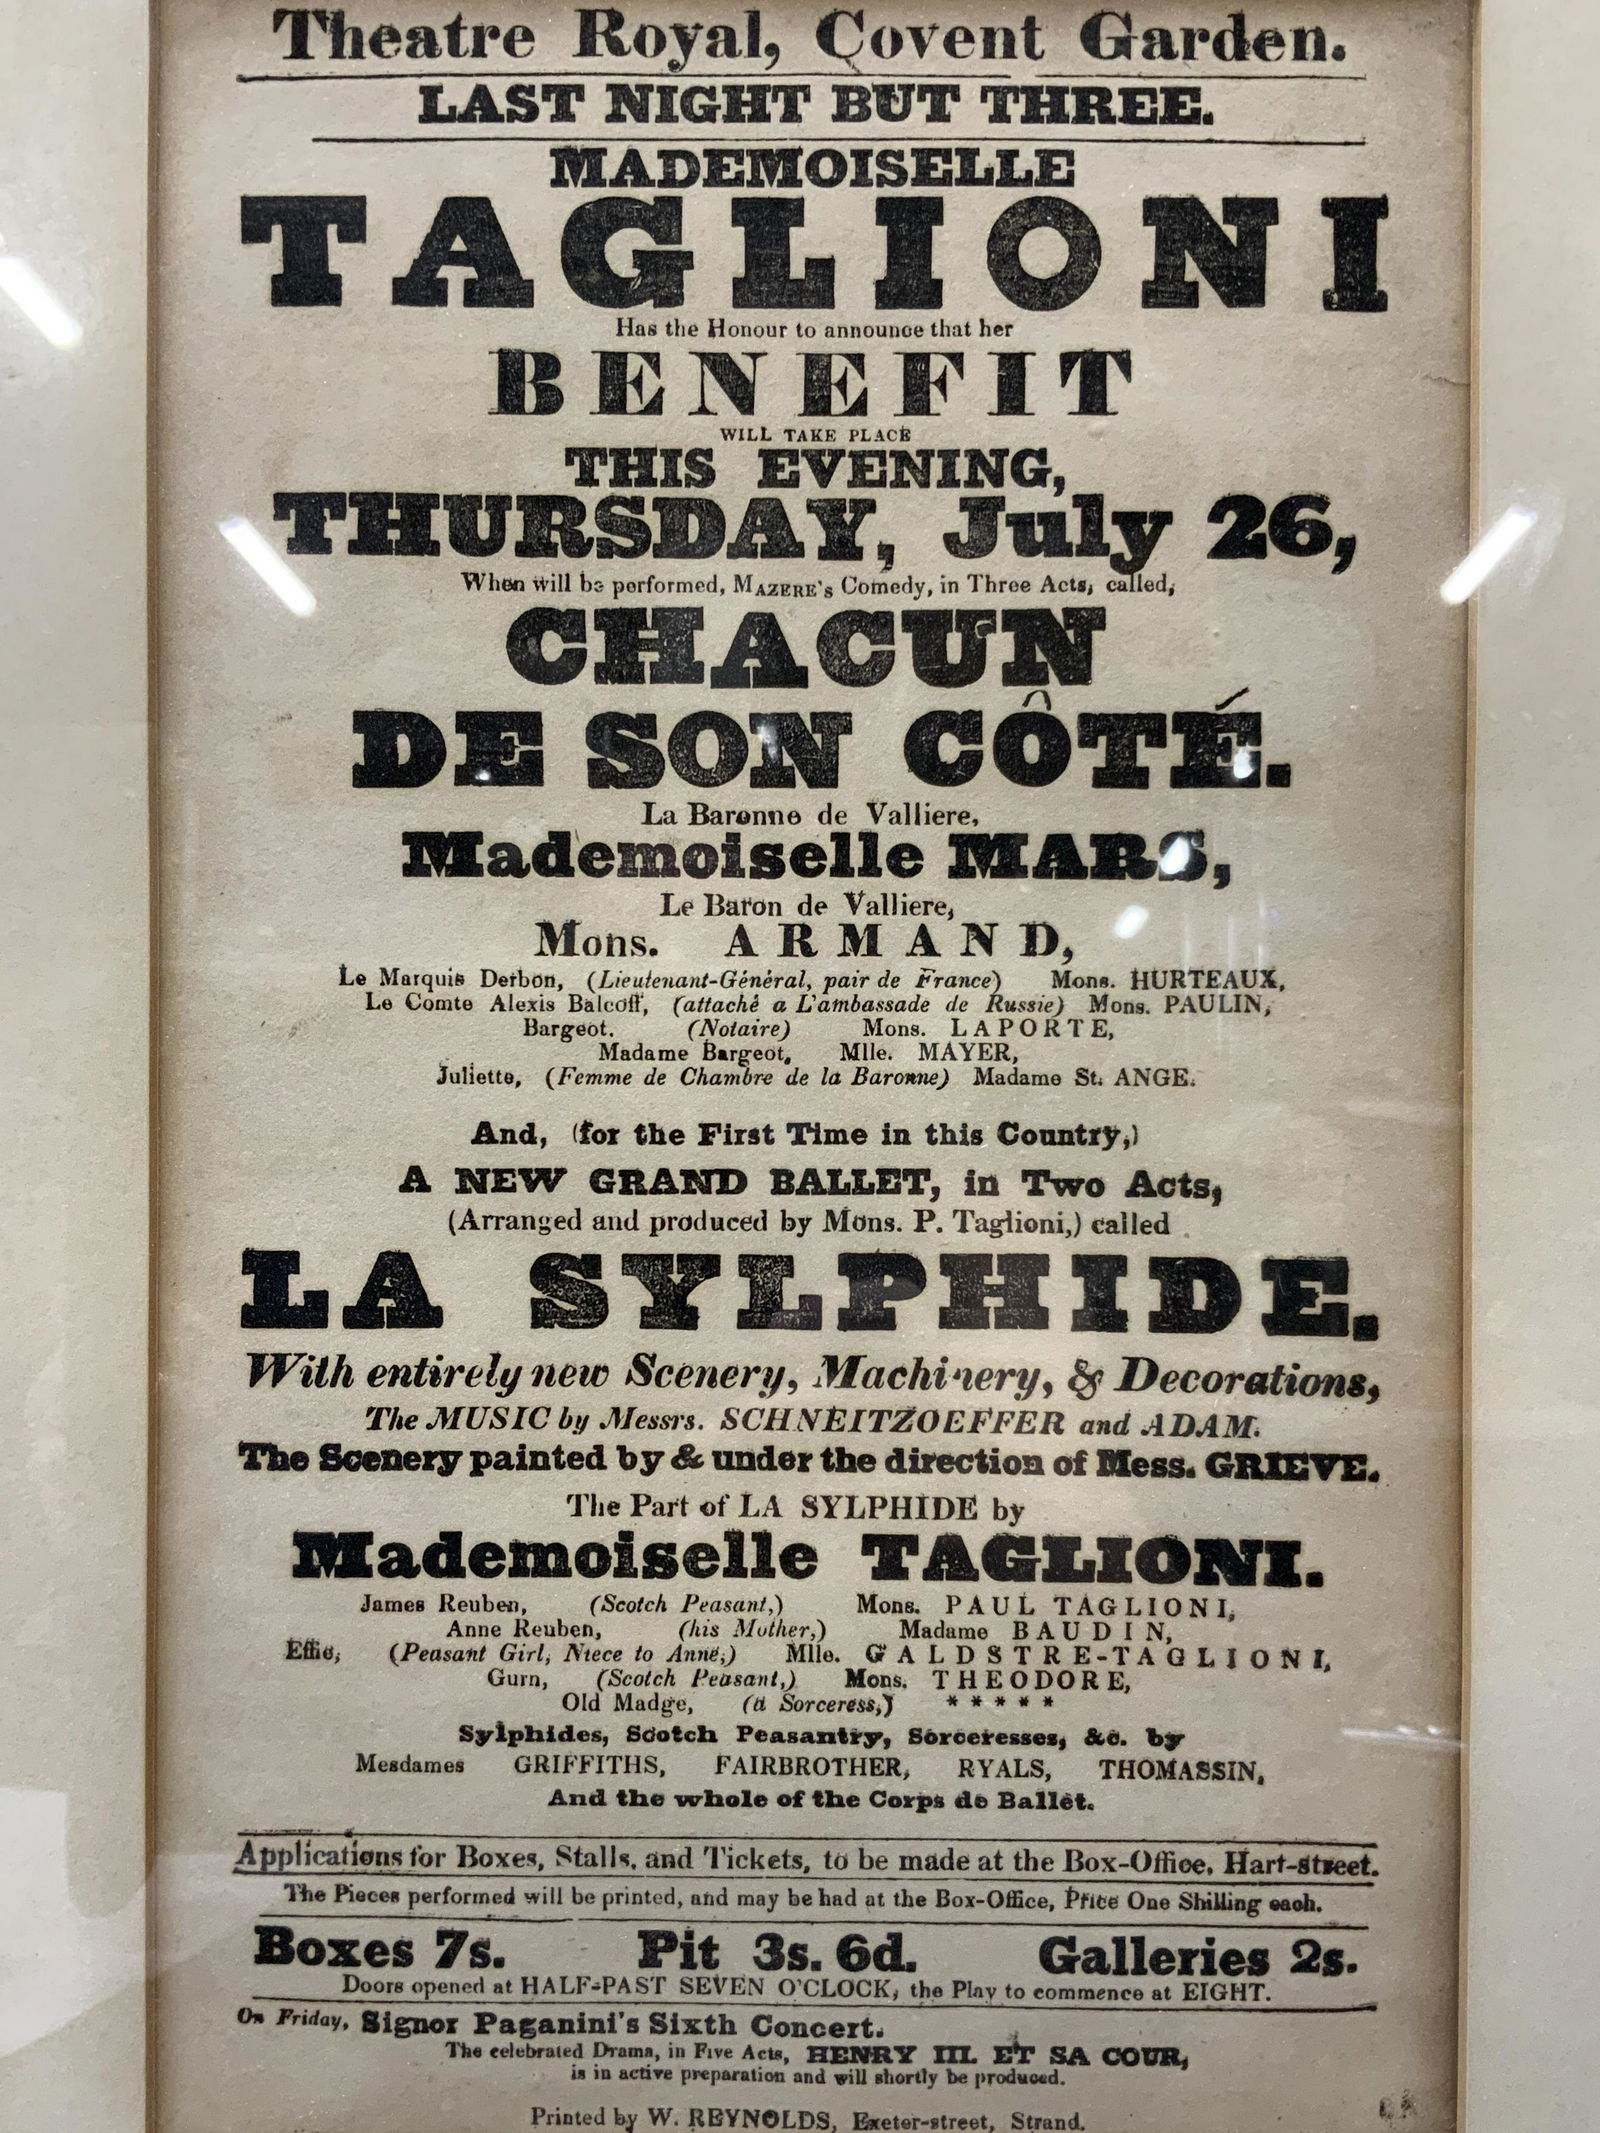 Theatre Royal, Covent Garden.
LAST NIGHT BUT THREE.
MADEMOISELLE
TAGLIONI
Has the Honour to announce that her
BENEFIT
WILL TAKE PLACE
THIS EVENING,
THURSDAY, July 26,
When will be performed, MAZERE's Comedy, in Three Acts, called,
CHACUN
DE SON CÔTÉ.
La Baronne de Valliere,
Mademoiselle MARS,
Le Baron de Valliere,
Mons. ARMAND,
Le Marquis Derbon, (Lieutenant-Général, pair de France) Mons. HURTEAUX,
Le Comte Alexis Balcoff, (attaché a L'ambassade de Russie) Mons. PAULIN,
Bargeot. (Notaire) Mons. LAPORTE,
Madame Bargeot, Mlle. MAYER,
Juliette, (Femme de Chambre de la Baronne) Madame St. ANGE.
And, (for the First Time in this Country,)
A NEW GRAND BALLET, in Two Acts,
(Arranged and produced by Mons. P. Taglioni,) called
LA SYLPHIDE.
With entirely new Scenery, Machinery, & Decorations,
The MUSIC by Messrs. SCHNEITZOEFFER and ADAM.
The Scenery painted by & under the direction of Mess. GRIEVE.
The Part of LA SYLPHIDE by
Mademoiselle TAGLIONI.
James Reuben, (Scotch Peasant,) Mons. PAUL TAGLIONI,
Anne Reuben, (his Mother,) Madame BAUDIN,
Effie, (Peasant Girl, Niece to Anne,) Mlle. GALDSTRE-TAGLIONI,
Gurn, (Scotch Peasant,) Mons. THEODORE,
Old Madge, (a Sorceress,) * * * * *
Sylphides, Scotch Peasantry, Sorceresses, &c. by
Mesdames GRIFFITHS, FAIRBROTHER, RYALS, THOMASSIN,
And the whole of the Corps de Ballet.
Applications for Boxes, Stalls, and Tickets, to be made at the Box-Office, Hart-street.
The Pieces performed will be printed, and may be had at the Box-Office, Price One Shilling each.
Boxes 7s. Pit 3s. 6d. Galleries 2s.
Doors opened at HALF-PAST SEVEN O'CLOCK, the Play to commence at EIGHT.
On Friday, Signor Paganini's Sixth Concert.
The celebrated Drama, in Five Acts, HENRY III. ET SA COUR,
is in active preparation and will shortly be produced.
Printed by W. REYNOLDS, Exeter-street, Strand.